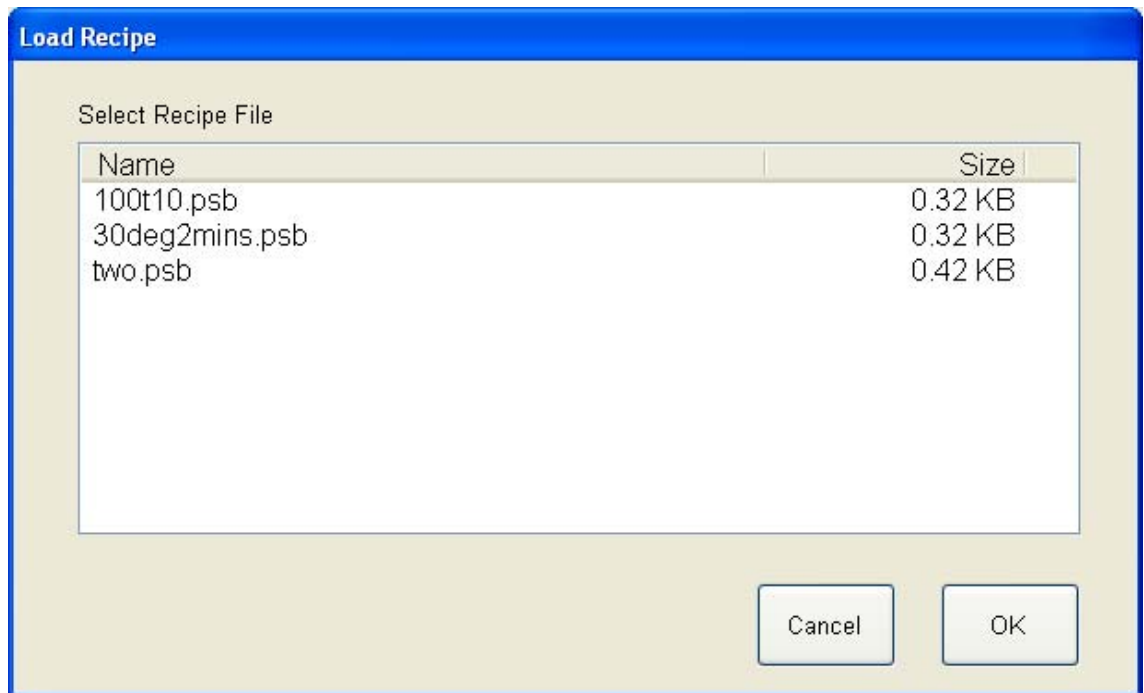 Load Recipe
Select Recipe File
Name Size
100t10.psb 0.32 KB
30deg2mins.psb 0.32 KB
two.psb 0.42 KB
Cancel OK